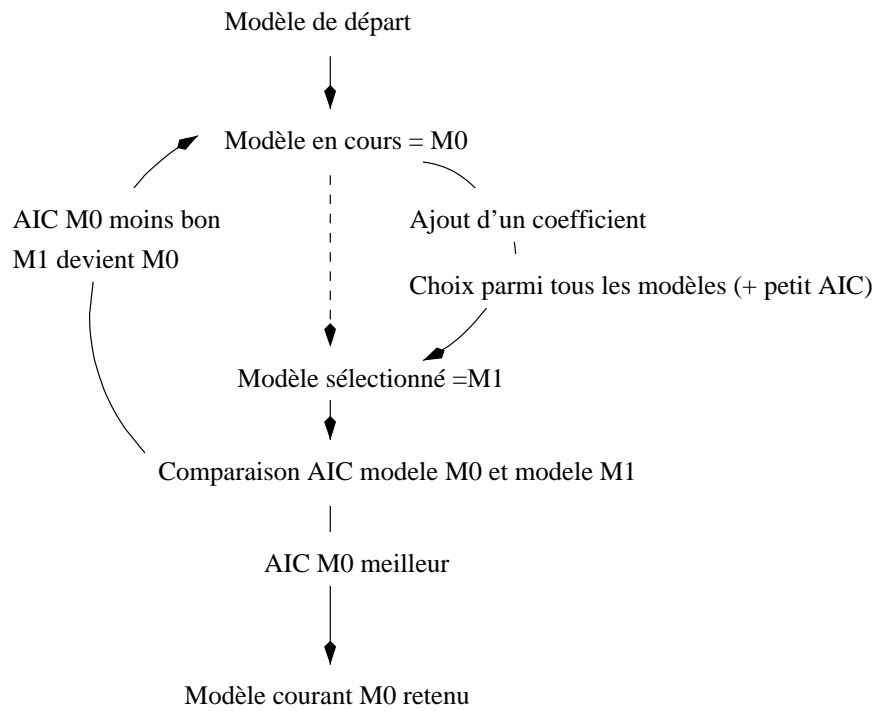 Modèle de départ
Modèle en cours = M0
AIC M0 moins bon
M1 devient M0
Ajout d'un coefficient
Choix parmi tous les modèles (+ petit AIC)
Modèle sélectionné =M1
Comparaison AIC modele M0 et modele M1
AIC M0 meilleur
Modèle courant M0 retenu